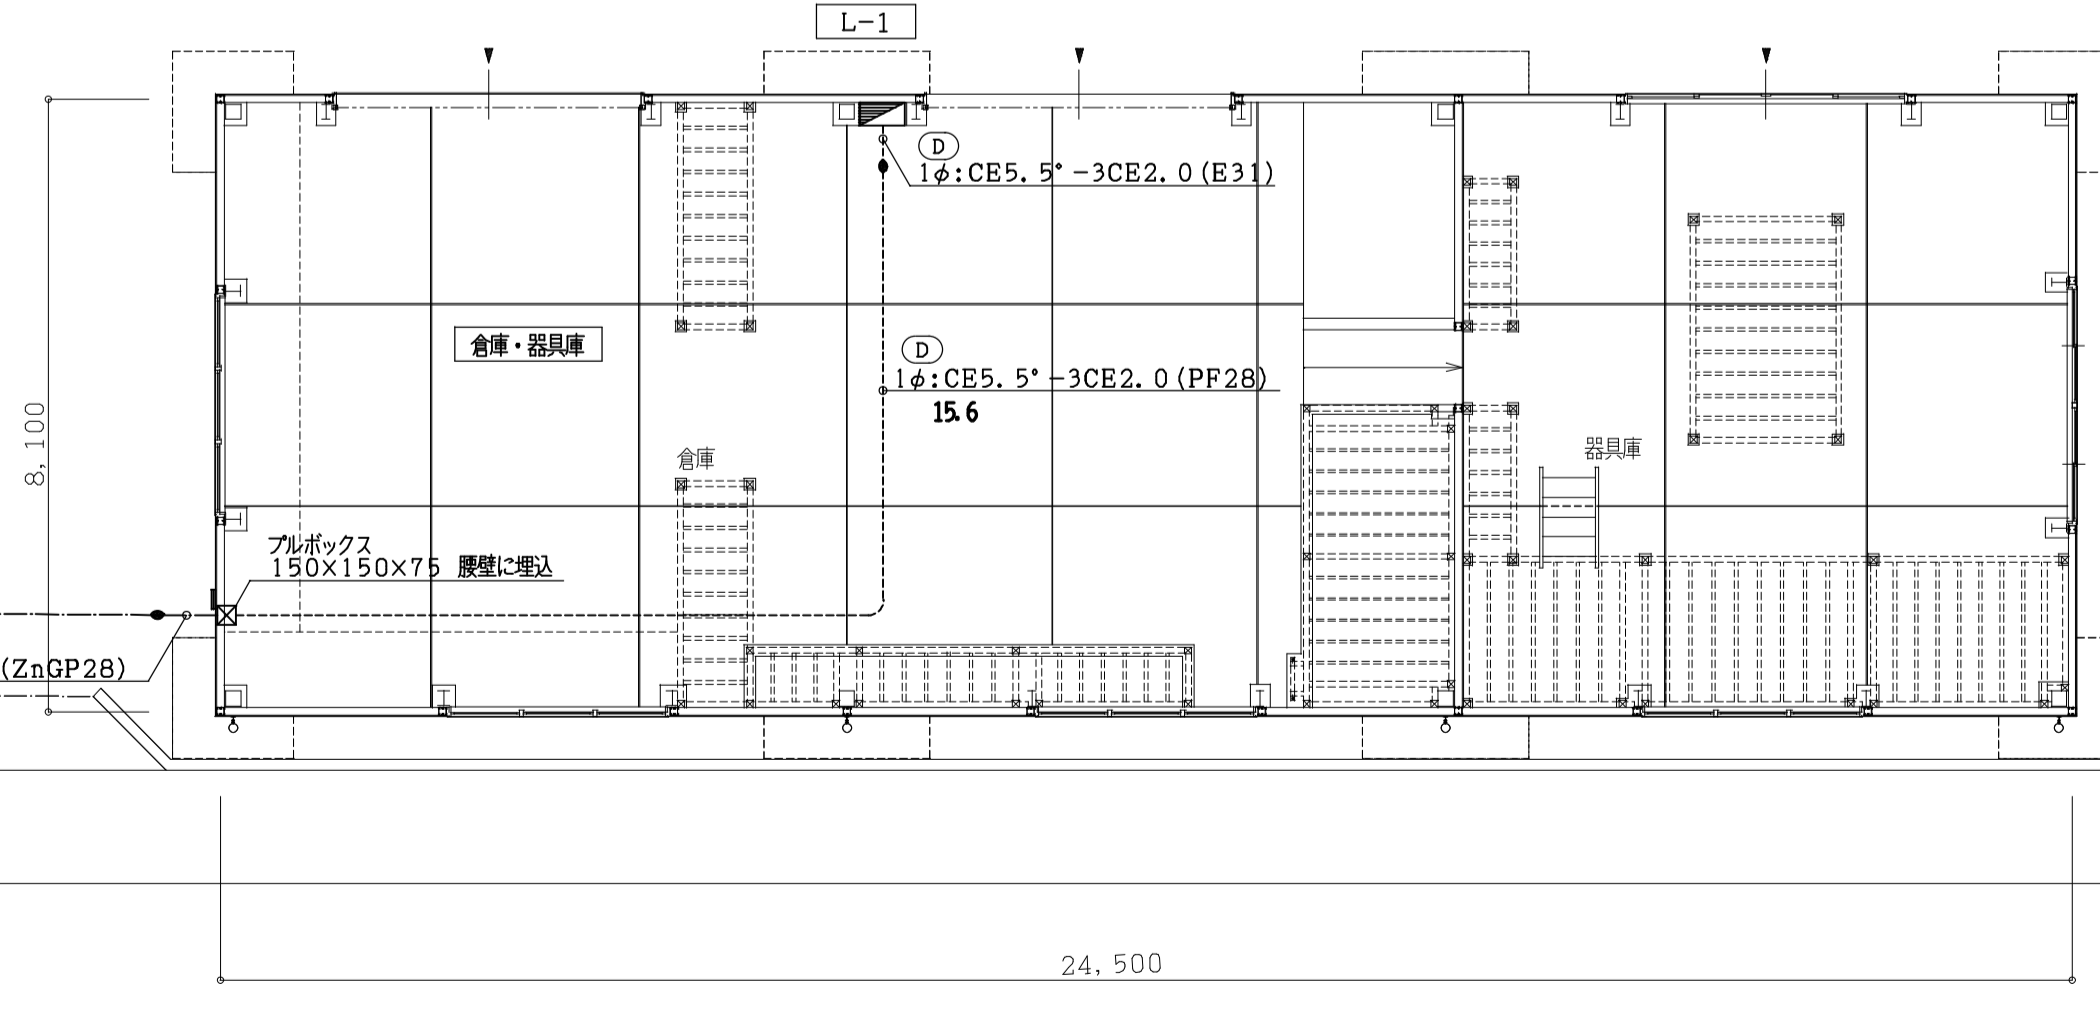 L-1
D
1φ:CE5.5°-3CE2.0(E31)
倉庫・器具庫
D
1φ:CE5.5°-3CE2.0(PF28)
15.6
8,100
倉庫
器具庫
プルボックス
150×150×75 腰壁に埋込
(ZnGP28)
24,500